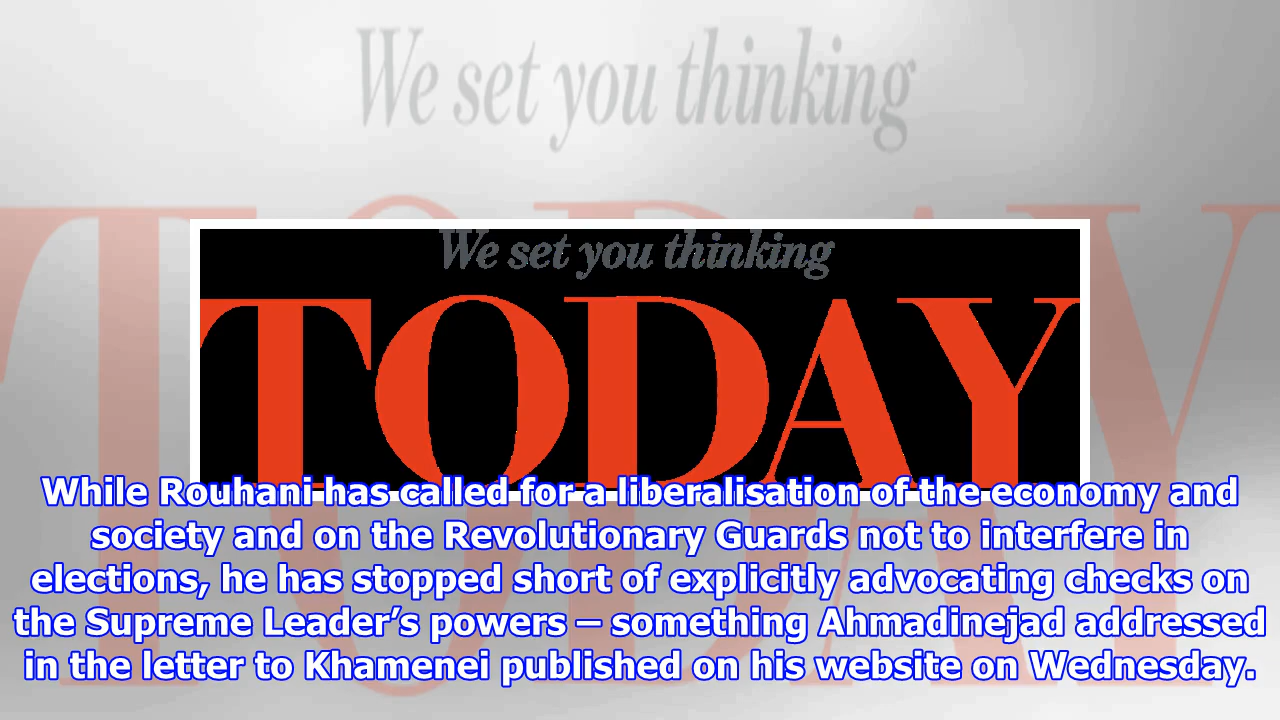 We set you thinking
We set you thinking
TODAY
TODAY
While Rouhani has called for a liberalisation of the economy and
society and on the Revolutionary Guards not to interfere in
elections, he has stopped short of explicitly advocating checks on
the Supreme Leader’s powers – something Ahmadinejad addressed
in the letter to Khamenei published on his website on Wednesday.